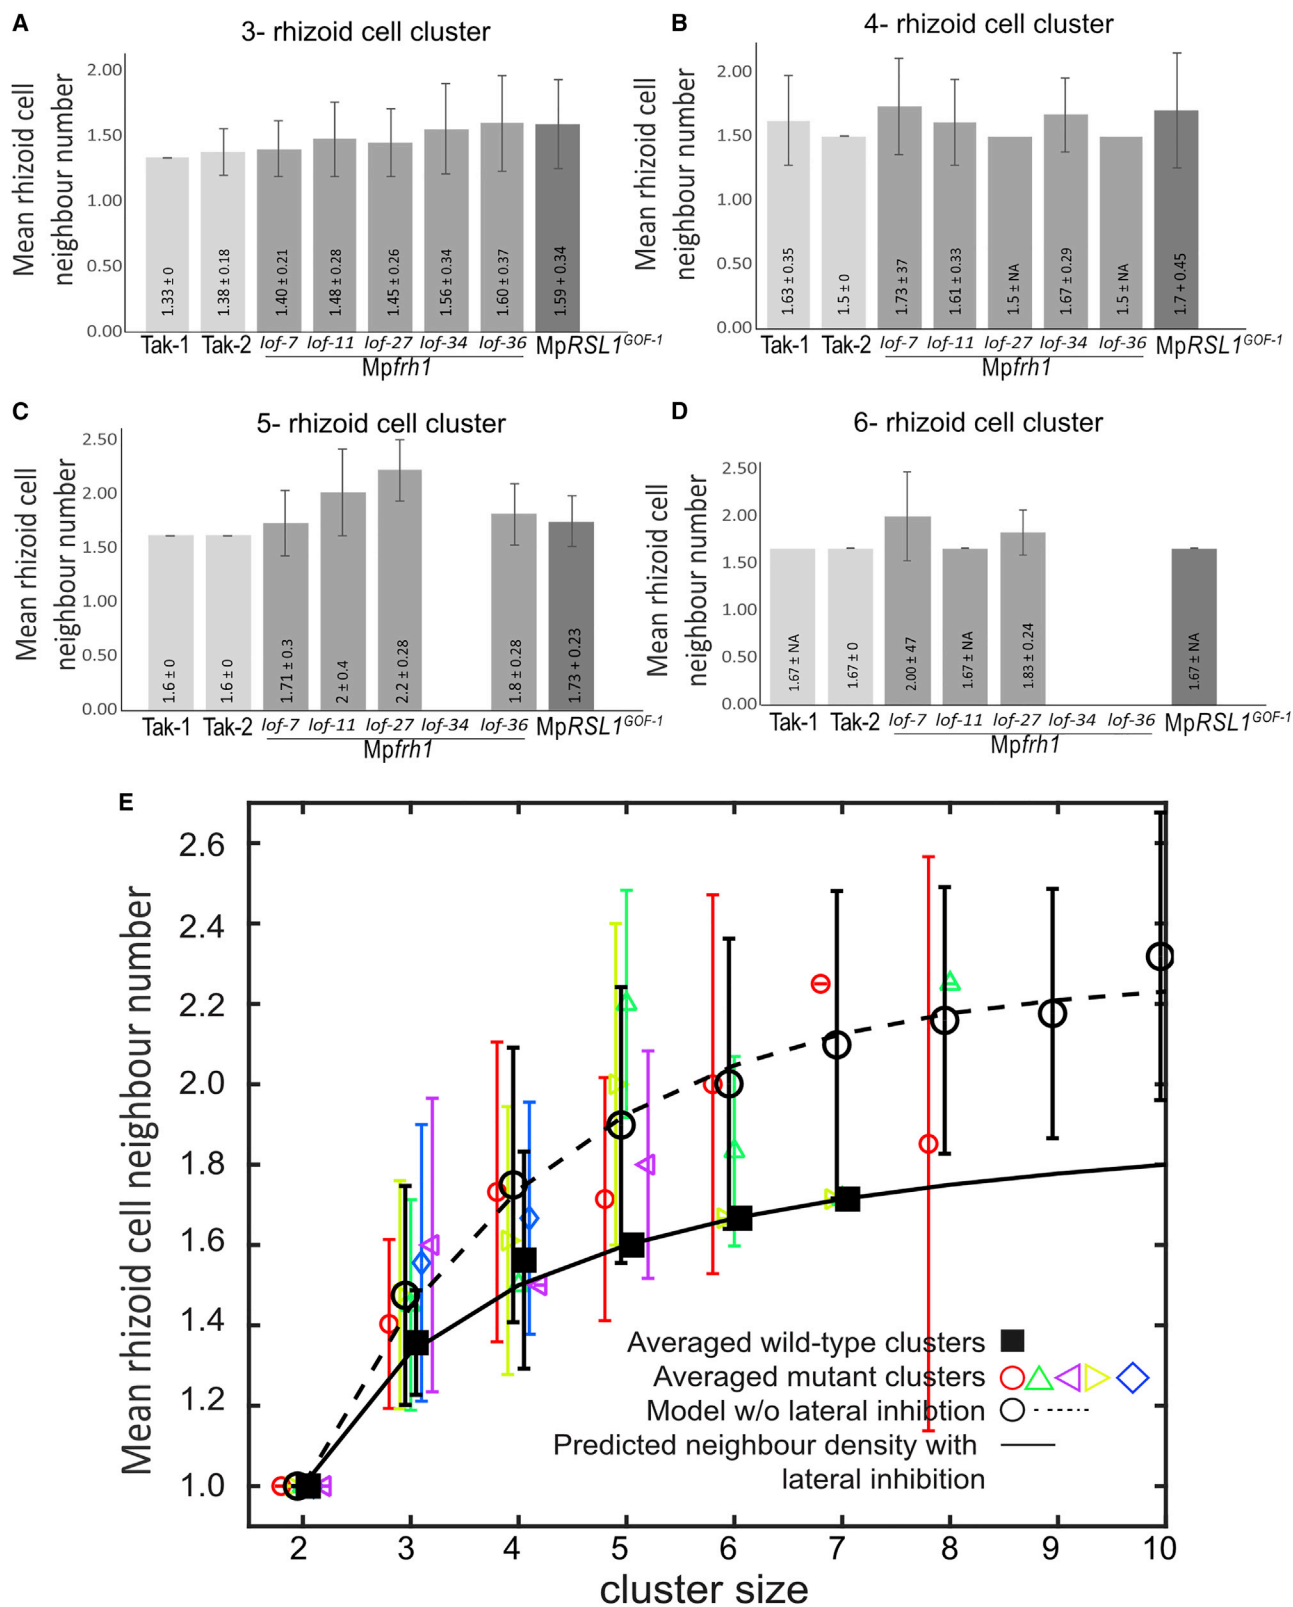 A
3- rhizoid cell cluster
Mean rhizoid cell
neighbour number
2.00
1.50
1.00
0.50
0.00
1.33 ± 0
1.38 ± 0.18
1.40 ± 0.21
1.48 ± 0.28
1.45 ± 0.26
1.56 ± 0.34
1.60 ± 0.37
1.59 + 0.34
Tak-1 Tak-2 lof-7 lof-11 lof-27 lof-34 lof-36 MpRSL1GOF-1
Mpfrh1
B
4- rhizoid cell cluster
Mean rhizoid cell
neighbour number
2.00
1.50
1.00
0.50
0.00
1.63 ± 0.35
1.5 ± 0
1.73 ± 37
1.61 ± 0.33
1.5 ± NA
1.67 ± 0.29
1.5 ± NA
1.7 + 0.45
Tak-1 Tak-2 lof-7 lof-11 lof-27 lof-34 lof-36 MpRSL1GOF-1
Mpfrh1
C
5- rhizoid cell cluster
Mean rhizoid cell
neighbour number
2.50
2.00
1.50
1.00
0.50
0.00
1.6 ± 0
1.6 ± 0
1.71 ± 0.3
2 ± 0.4
2.2 ± 0.28
1.8 ± 0.28
1.73 + 0.23
Tak-1 Tak-2 lof-7 lof-11 lof-27 lof-34 lof-36 MpRSL1GOF-1
Mpfrh1
D
6- rhizoid cell cluster
Mean rhizoid cell
neighbour number
2.50
2.00
1.50
1.00
0.50
0.00
1.67 ± NA
1.67 ± 0
2.00 ± 47
1.67 ± NA
1.83 ± 0.24
1.67 ± NA
Tak-1 Tak-2 lof-7 lof-11 lof-27 lof-34 lof-36 MpRSL1GOF-1
Mpfrh1
E
Mean rhizoid cell neighbour number
2.6
2.4
2.2
2.0
1.8
1.6
1.4
1.2
1.0
Averaged wild-type clusters
Averaged mutant clusters
Model w/o lateral inhibtion
Predicted neighbour density with
lateral inhibition
2 3 4 5 6 7 8 9 10
cluster size